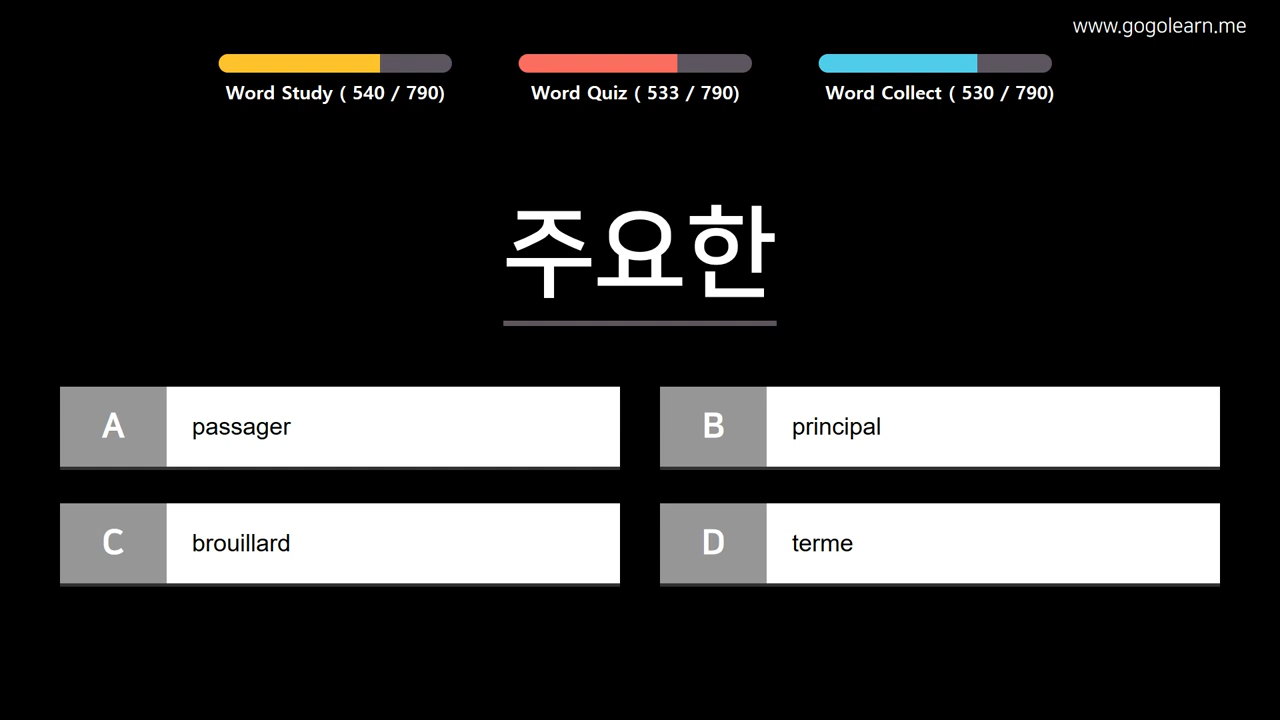 www.gogolearn.me
Word Study ( 540 / 790)
Word Quiz ( 533 / 790)
Word Collect ( 530 / 790)
주요한
A passager
B principal
C brouillard
D terme